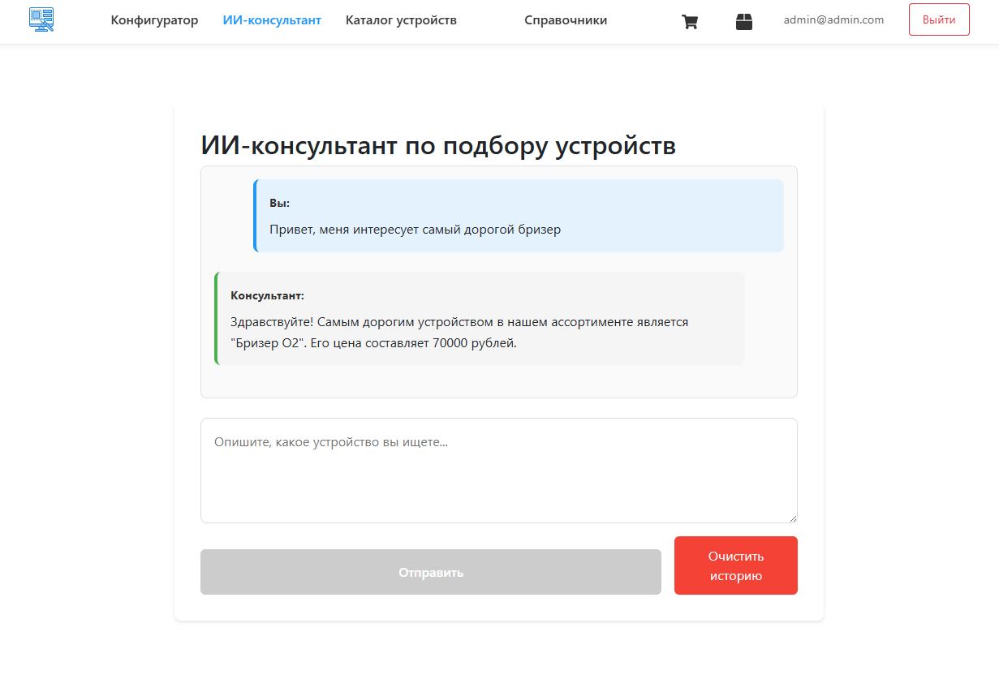 Конфигуратор ИИ-консультант Каталог устройств Справочники admin@admin.com Выйти
ИИ-консультант по подбору устройств
Вы:
Привет, меня интересует самый дорогой бризер
Консультант:
Здравствуйте! Самым дорогим устройством в нашем ассортименте является
"Бризер О2". Его цена составляет 70000 рублей.
Опишите, какое устройство вы ищете...
Отправить
Очистить
историю